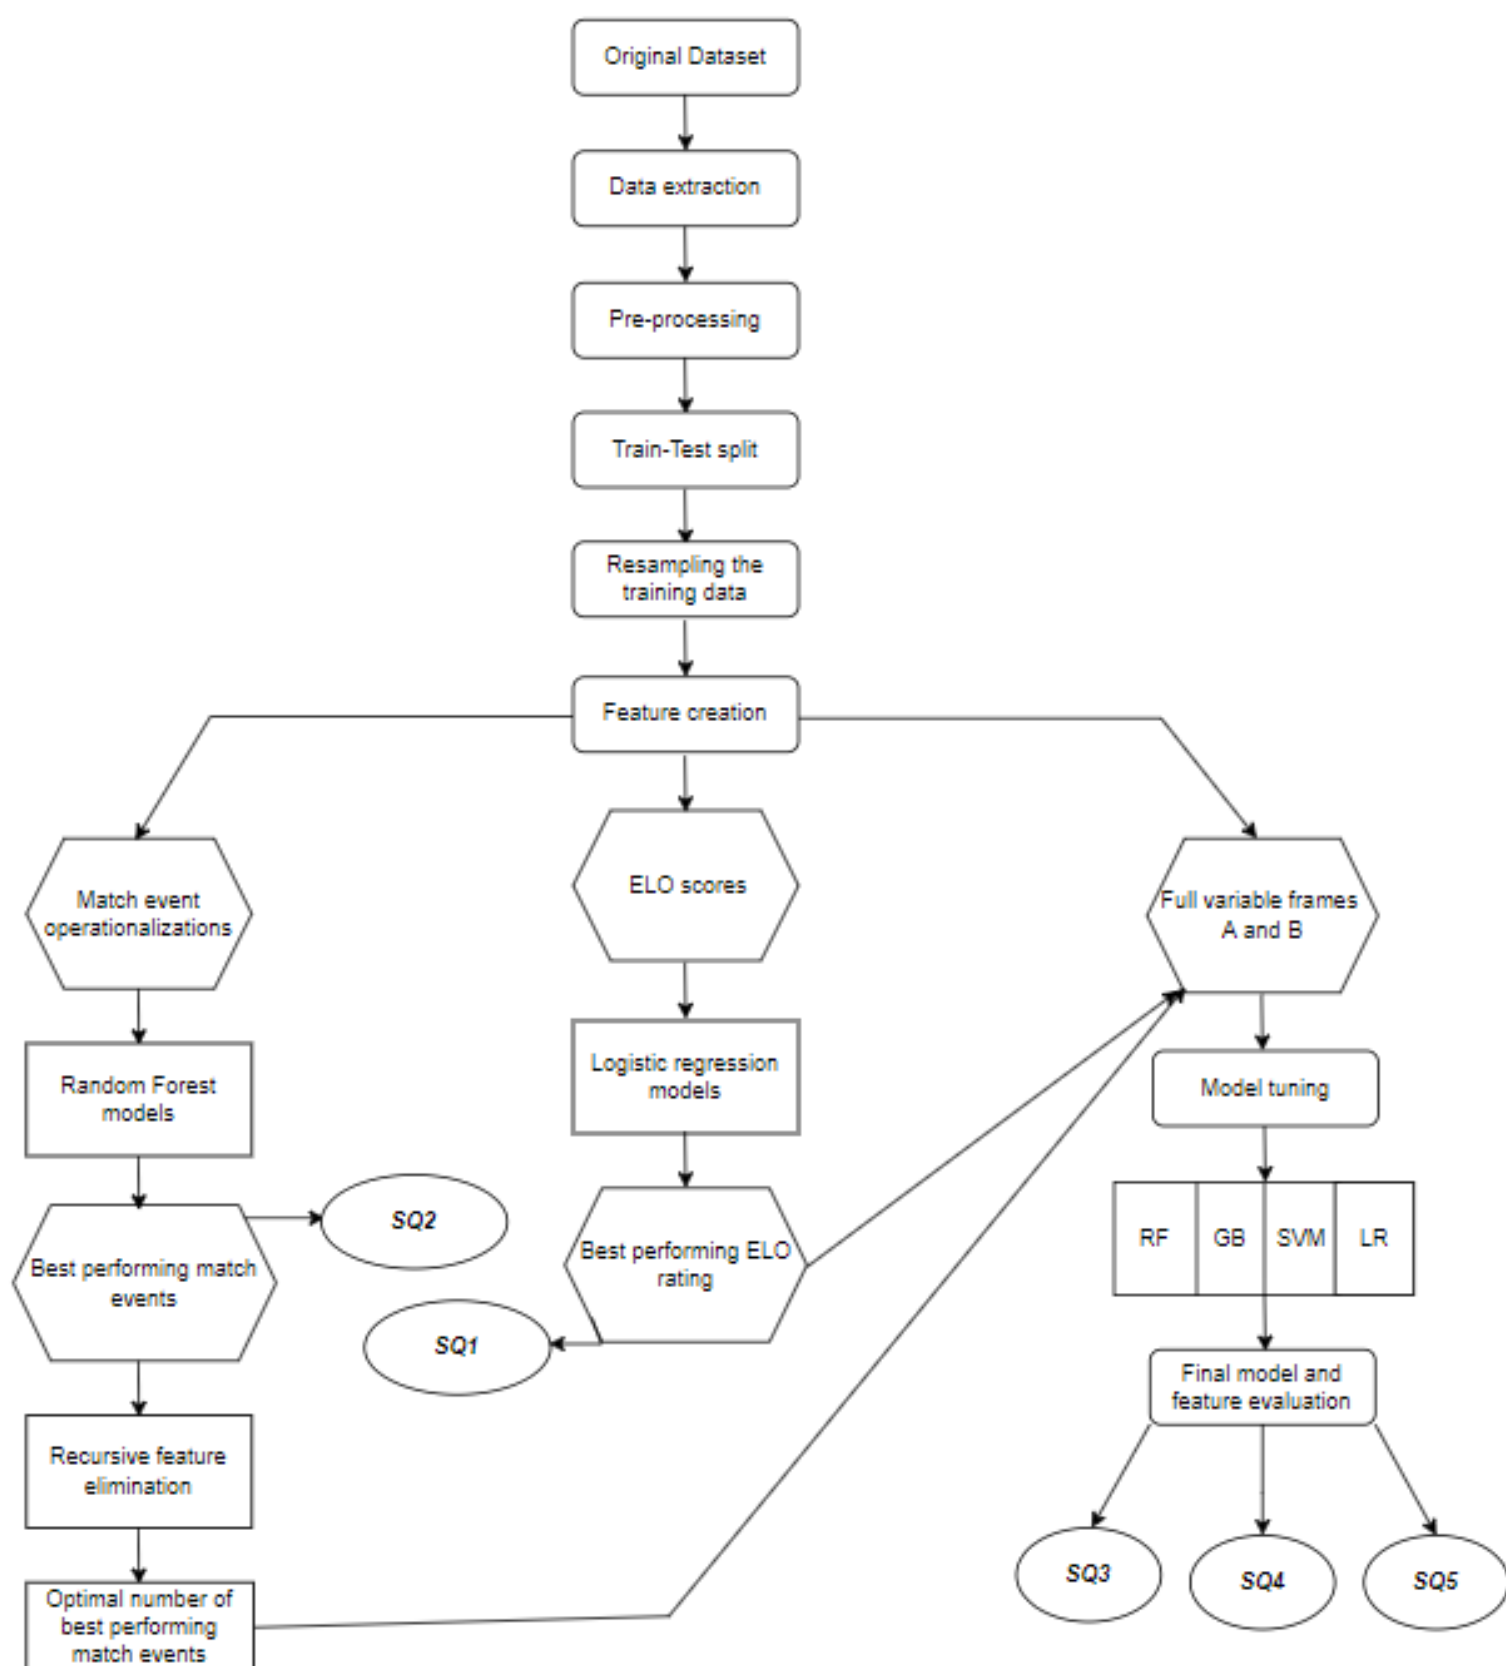 Original Dataset
Data extraction
Pre-processing
Train-Test split
Resampling the
training data
Feature creation
Match event
operationalizations
ELO scores
Full variable frames
A and B
Random Forest
models
Logistic regression
models
Model tuning
Best performing match
events
SQ2
Best performing ELO
rating
SQ1
RF
GB
SVM
LR
Final model and
feature evaluation
Recursive feature
elimination
Optimal number of
best performing
match events
SQ3
SQ4
SQ5